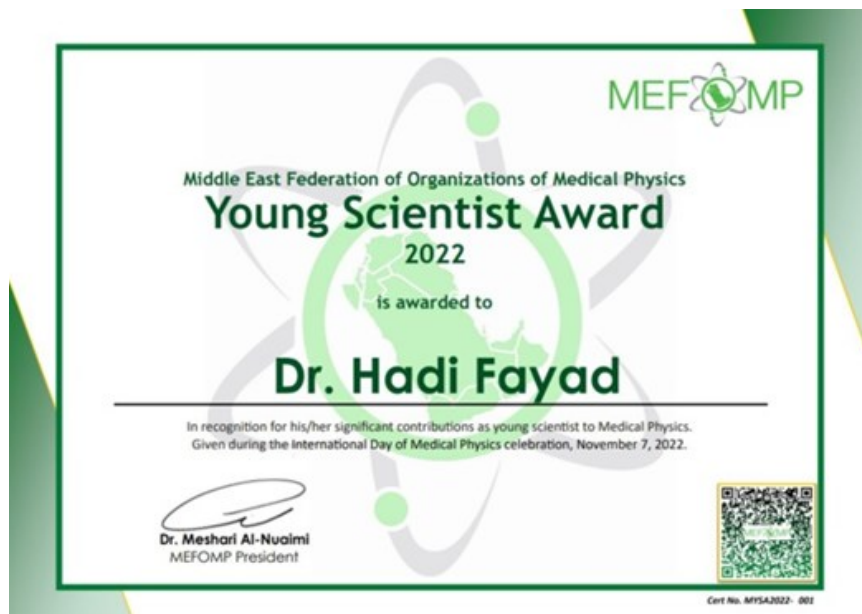 MEFOMP
Middle East Federation of Organizations of Medical Physics
Young Scientist Award
2022
is awarded to
Dr. Hadi Fayad
In recognition for his/her significant contributions as young scientist to Medical Physics.
Given during the International Day of Medical Physics celebration, November 7, 2022.
Dr. Meshari Al-Nuaimi
MEFOMP President
MEFOMP
Cert No. MYSA2022- 001